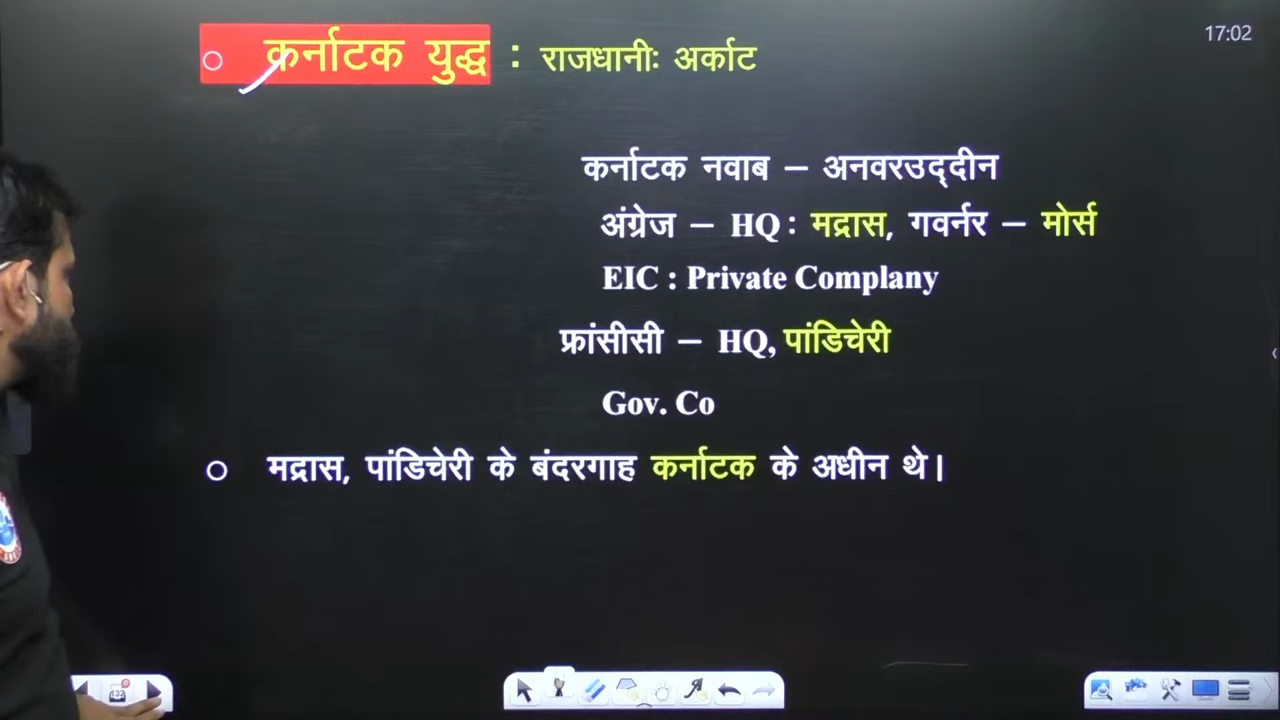 17:02
○ कर्नाटक युद्ध : राजधानीः अर्काट
कर्नाटक नवाब – अनवरउद्दीन
अंग्रेज – HQ : मद्रास, गवर्नर – मोर्स
EIC : Private Complany
फ्रांसीसी – HQ, पांडिचेरी
Gov. Co
○ मद्रास, पांडिचेरी के बंदरगाह कर्नाटक के अधीन थे।
132